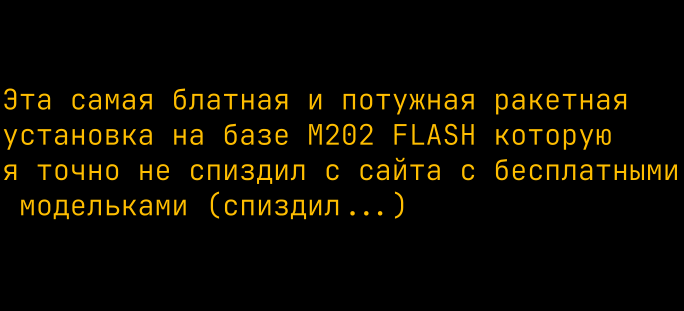 Эта самая блатная и потужная ракетная
установка на базе M202 FLASH которую
я точно не спиздил с сайта с бесплатными
модельками (спиздил...)